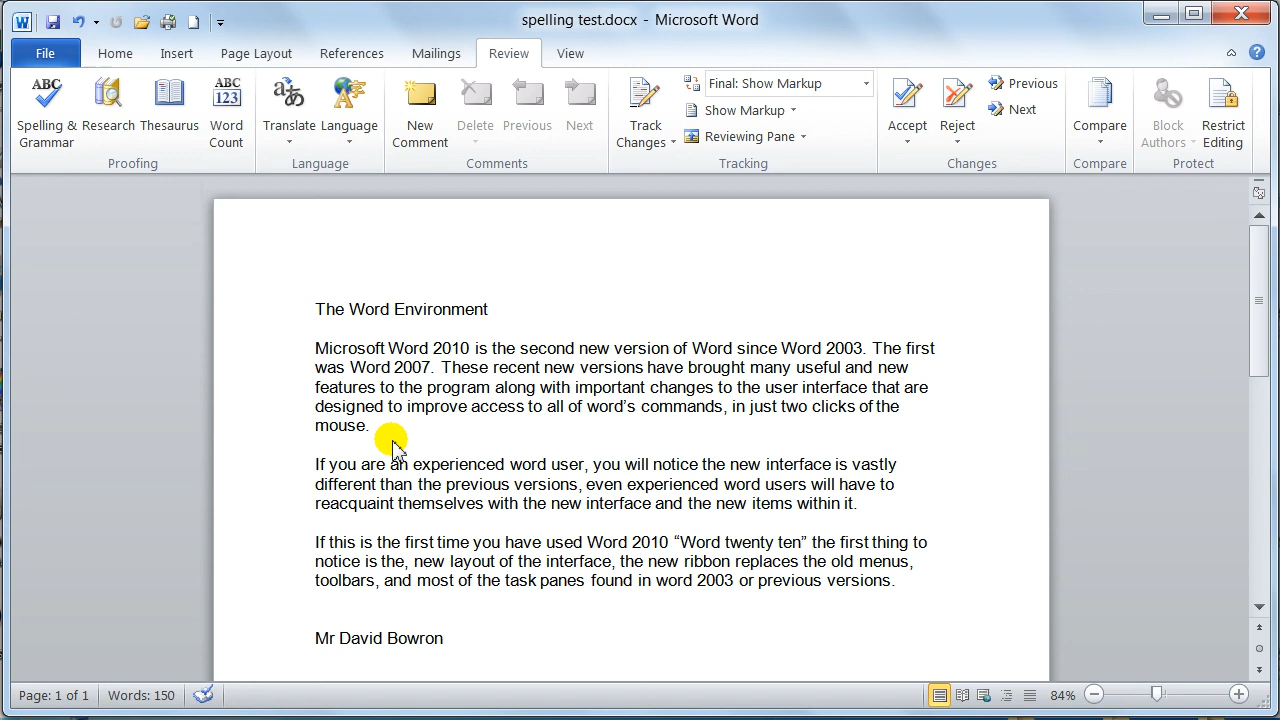 spelling test.docx - Microsoft Word
File Home Insert Page Layout References Mailings Review View
ABC
Spelling & Grammar
Research
Thesaurus
ABC 123
Word Count
Proofing
Translate
Language
Language
New Comment
Delete
Previous
Next
Comments
Track Changes
Final: Show Markup
Show Markup
Reviewing Pane
Tracking
Accept
Reject
Previous
Next
Changes
Compare
Compare
Block Authors
Restrict Editing
Protect
The Word Environment
Microsoft Word 2010 is the second new version of Word since Word 2003. The first
was Word 2007. These recent new versions have brought many useful and new
features to the program along with important changes to the user interface that are
designed to improve access to all of word’s commands, in just two clicks of the
mouse.
If you are an experienced word user, you will notice the new interface is vastly
different than the previous versions, even experienced word users will have to
reacquaint themselves with the new interface and the new items within it.
If this is the first time you have used Word 2010 “Word twenty ten” the first thing to
notice is the, new layout of the interface, the new ribbon replaces the old menus,
toolbars, and most of the task panes found in word 2003 or previous versions.
Mr David Bowron
Page: 1 of 1 Words: 150 84%